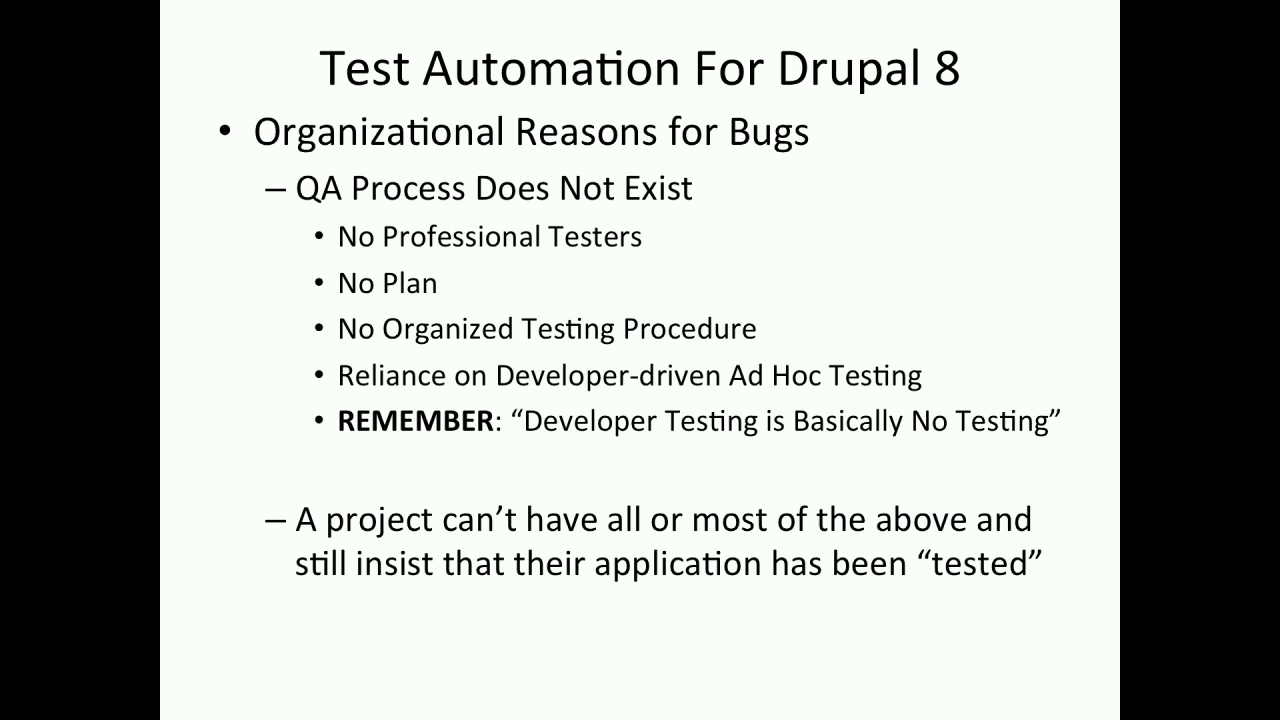 Test Automation For Drupal 8
• Organizational Reasons for Bugs
– QA Process Does Not Exist
• No Professional Testers
• No Plan
• No Organized Testing Procedure
• Reliance on Developer-driven Ad Hoc Testing
• REMEMBER: “Developer Testing is Basically No Testing”
– A project can’t have all or most of the above and
still insist that their application has been “tested”